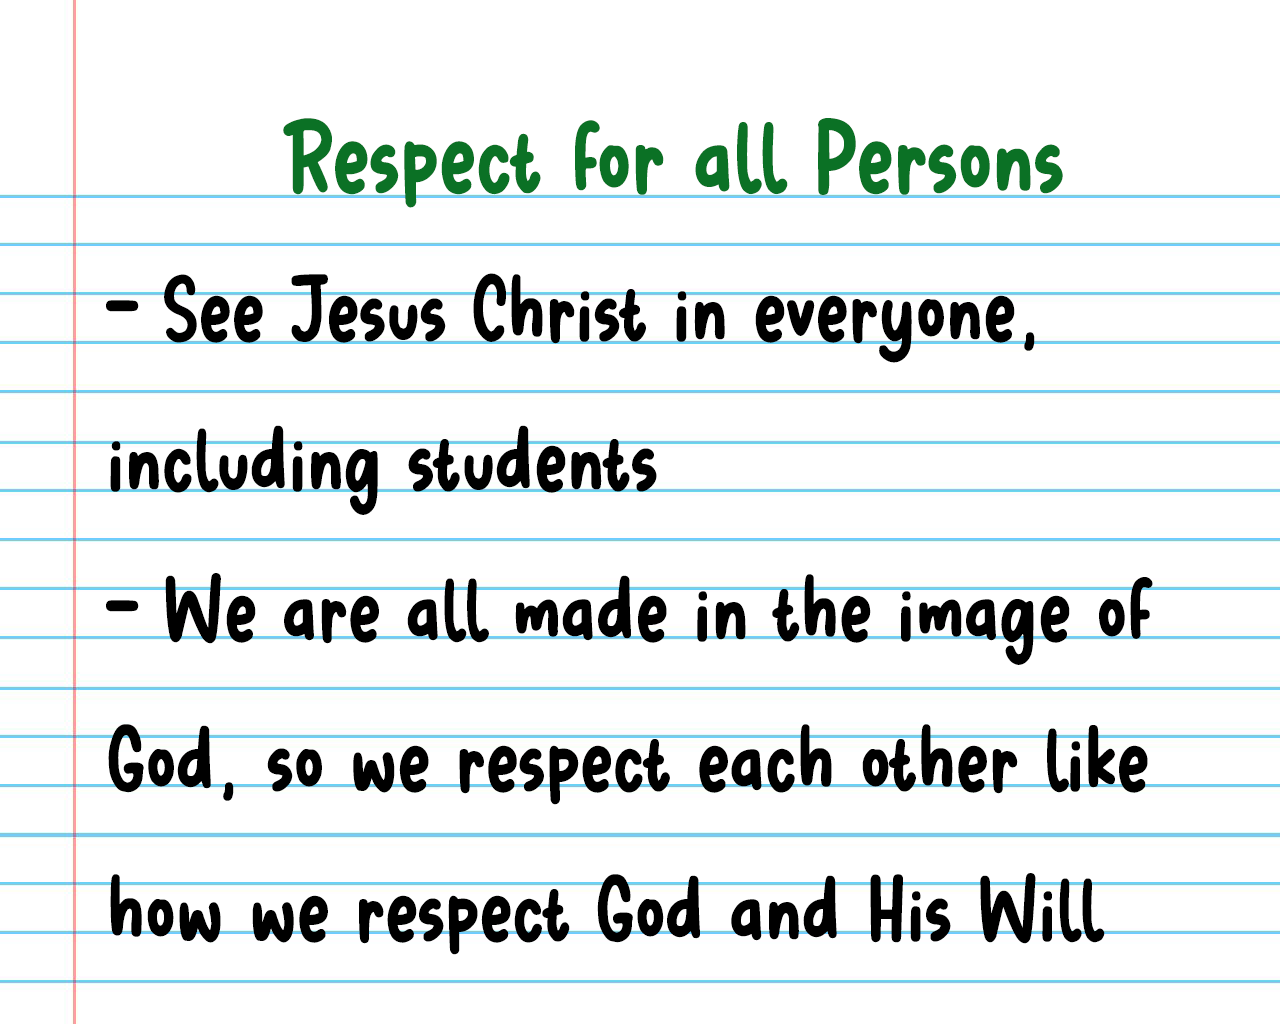 Respect for all Persons
- See Jesus Christ in everyone,
including students
- We are all made in the image of
God, so we respect each other like
how we respect God and His Will